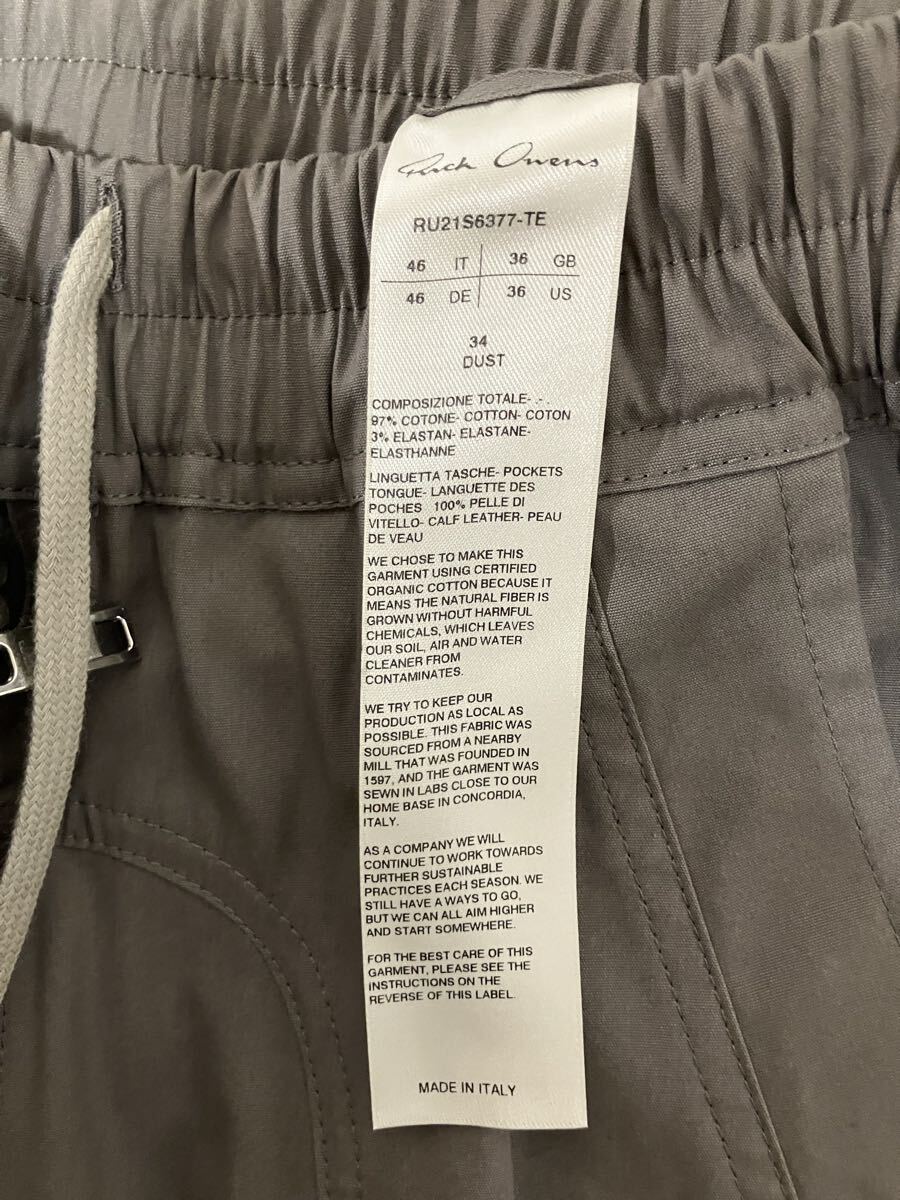 Rick Owens
RU21S6377-TE
46 IT 36 GB
46 DE 36 US
34
DUST
COMPOSIZIONE TOTALE- .- .
97% COTONE- COTTON- COTON
3% ELASTAN- ELASTANE-
ELASTHANNE
LINGUETTA TASCHE- POCKETS
TONGUE- LANGUETTE DES
POCHES 100% PELLE DI
VITELLO- CALF LEATHER- PEAU
DE VEAU
WE CHOSE TO MAKE THIS
GARMENT USING CERTIFIED
ORGANIC COTTON BECAUSE IT
MEANS THE NATURAL FIBER IS
GROWN WITHOUT HARMFUL
CHEMICALS, WHICH LEAVES
OUR SOIL, AIR AND WATER
CLEANER FROM
CONTAMINATES.
WE TRY TO KEEP OUR
PRODUCTION AS LOCAL AS
POSSIBLE. THIS FABRIC WAS
SOURCED FROM A NEARBY
MILL THAT WAS FOUNDED IN
1597, AND THE GARMENT WAS
SEWN IN LABS CLOSE TO OUR
HOME BASE IN CONCORDIA,
ITALY.
AS A COMPANY WE WILL
CONTINUE TO WORK TOWARDS
FURTHER SUSTAINABLE
PRACTICES EACH SEASON. WE
STILL HAVE A WAYS TO GO,
BUT WE CAN ALL AIM HIGHER
AND START SOMEWHERE.
FOR THE BEST CARE OF THIS
GARMENT, PLEASE SEE THE
INSTRUCTIONS ON THE
REVERSE OF THIS LABEL.
MADE IN ITALY